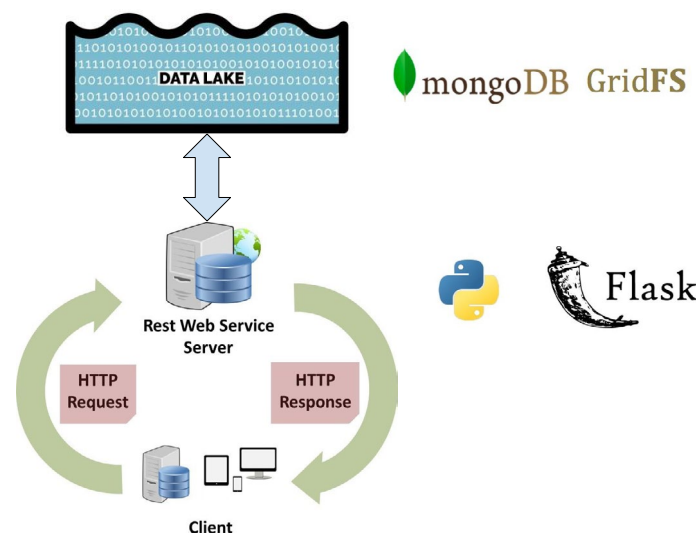 DATA LAKE
mongoDB GridFS
Rest Web Service
Server
Flask
HTTP
Request
HTTP
Response
Client